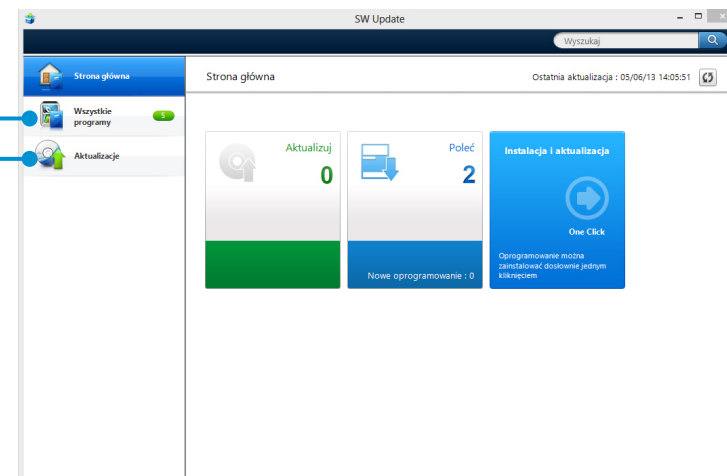 SW Update
Wyszukaj
Strona główna
Wszystkie
programy
5
Aktualizacje
Strona główna
Ostatnia aktualizacja : 05/06/13 14:05:51
Aktualizuj
0
Poleć
2
Nowe oprogramowanie : 0
Instalacja i aktualizacja
One Click
Oprogramowanie można
zainstalować dosłownie jednym
kliknięciem